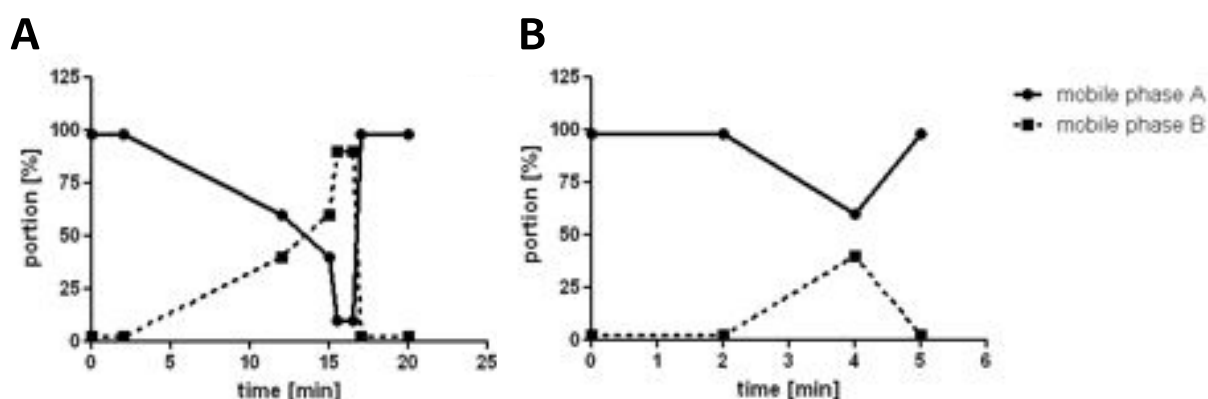 A
B
125
100
75
50
25
0
portion [%]
0 5 10 15 20 25
time [min]
125
100
75
50
25
0
portion [%]
0 1 2 3 4 5 6
time [min]
mobile phase A
mobile phase B